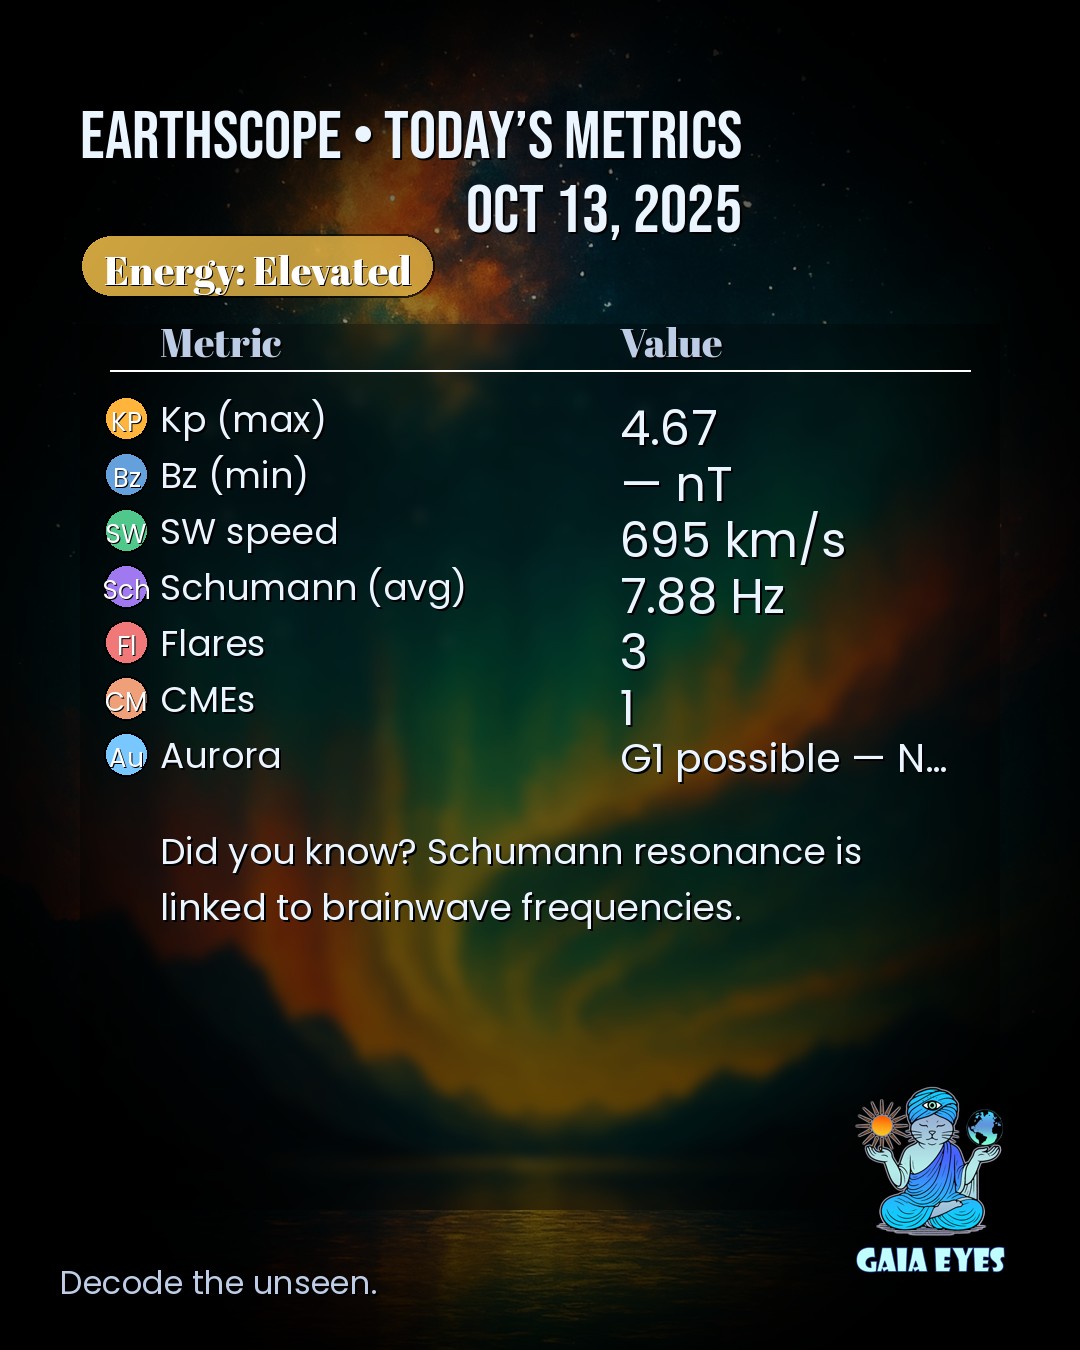 EARTHSCOPE • TODAY’S METRICS
OCT 13, 2025
Energy: Elevated
Metric Value
KP Kp (max) 4.67
Bz Bz (min) — nT
SW SW speed 695 km/s
Sch Schumann (avg) 7.88 Hz
Fl Flares 3
CM CMEs 1
Au Aurora G1 possible — N...
Did you know? Schumann resonance is
linked to brainwave frequencies.
GAIA EYES
Decode the unseen.